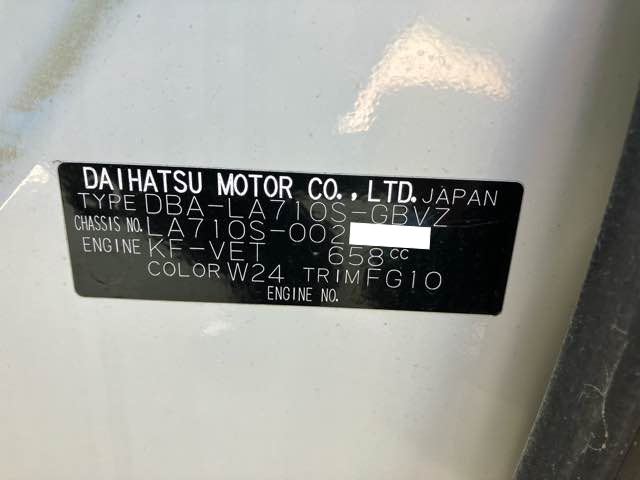 DAIHATSU MOTOR CO.,LTD. JAPAN
TYPE DBA-LA710S-GBVZ
CHASSIS NO. LA710S-002
ENGINE KF-VET 658cc
COLOR W24 TRIM FG10
ENGINE NO.